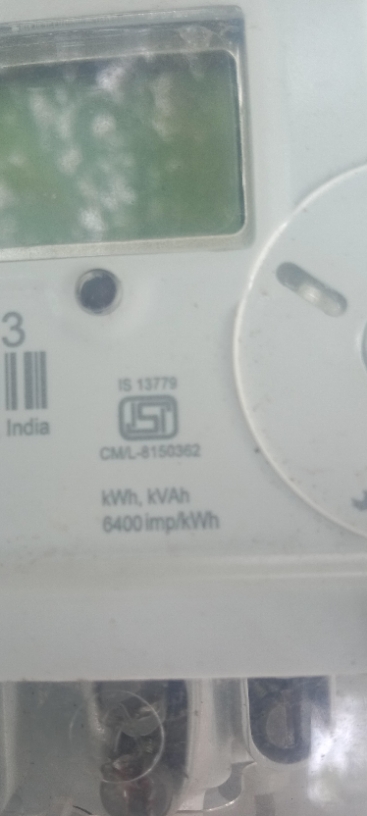 3
India
IS 13779
ISI
CM/L-8150362
kWh, kVAh
6400 imp/kWh